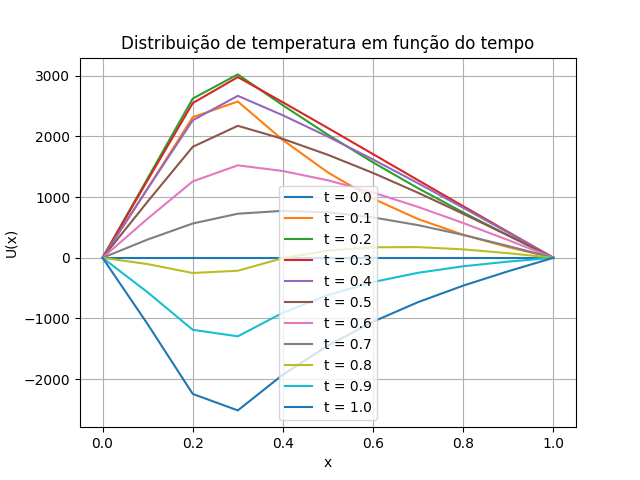 Distribuição de temperatura em função do tempo
U(x)
3000
2000
1000
0
−1000
−2000
t = 0.0
t = 0.1
t = 0.2
t = 0.3
t = 0.4
t = 0.5
t = 0.6
t = 0.7
t = 0.8
t = 0.9
t = 1.0
0.0 0.2 0.4 0.6 0.8 1.0
x